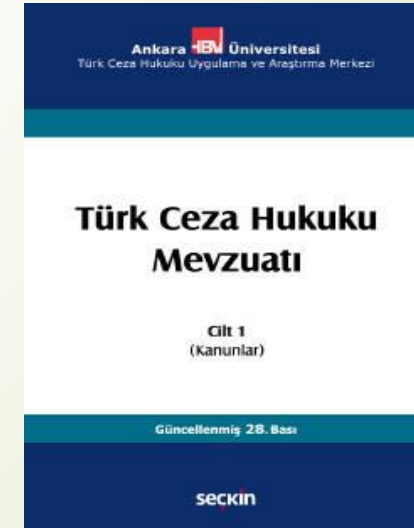 Ankara HBV Üniversitesi
Türk Ceza Hukuku Uygulama ve Araştırma Merkezi
Türk Ceza Hukuku
Mevzuatı
Cilt 1
(Kanunlar)
Güncellenmiş 28. Bası
seçkin